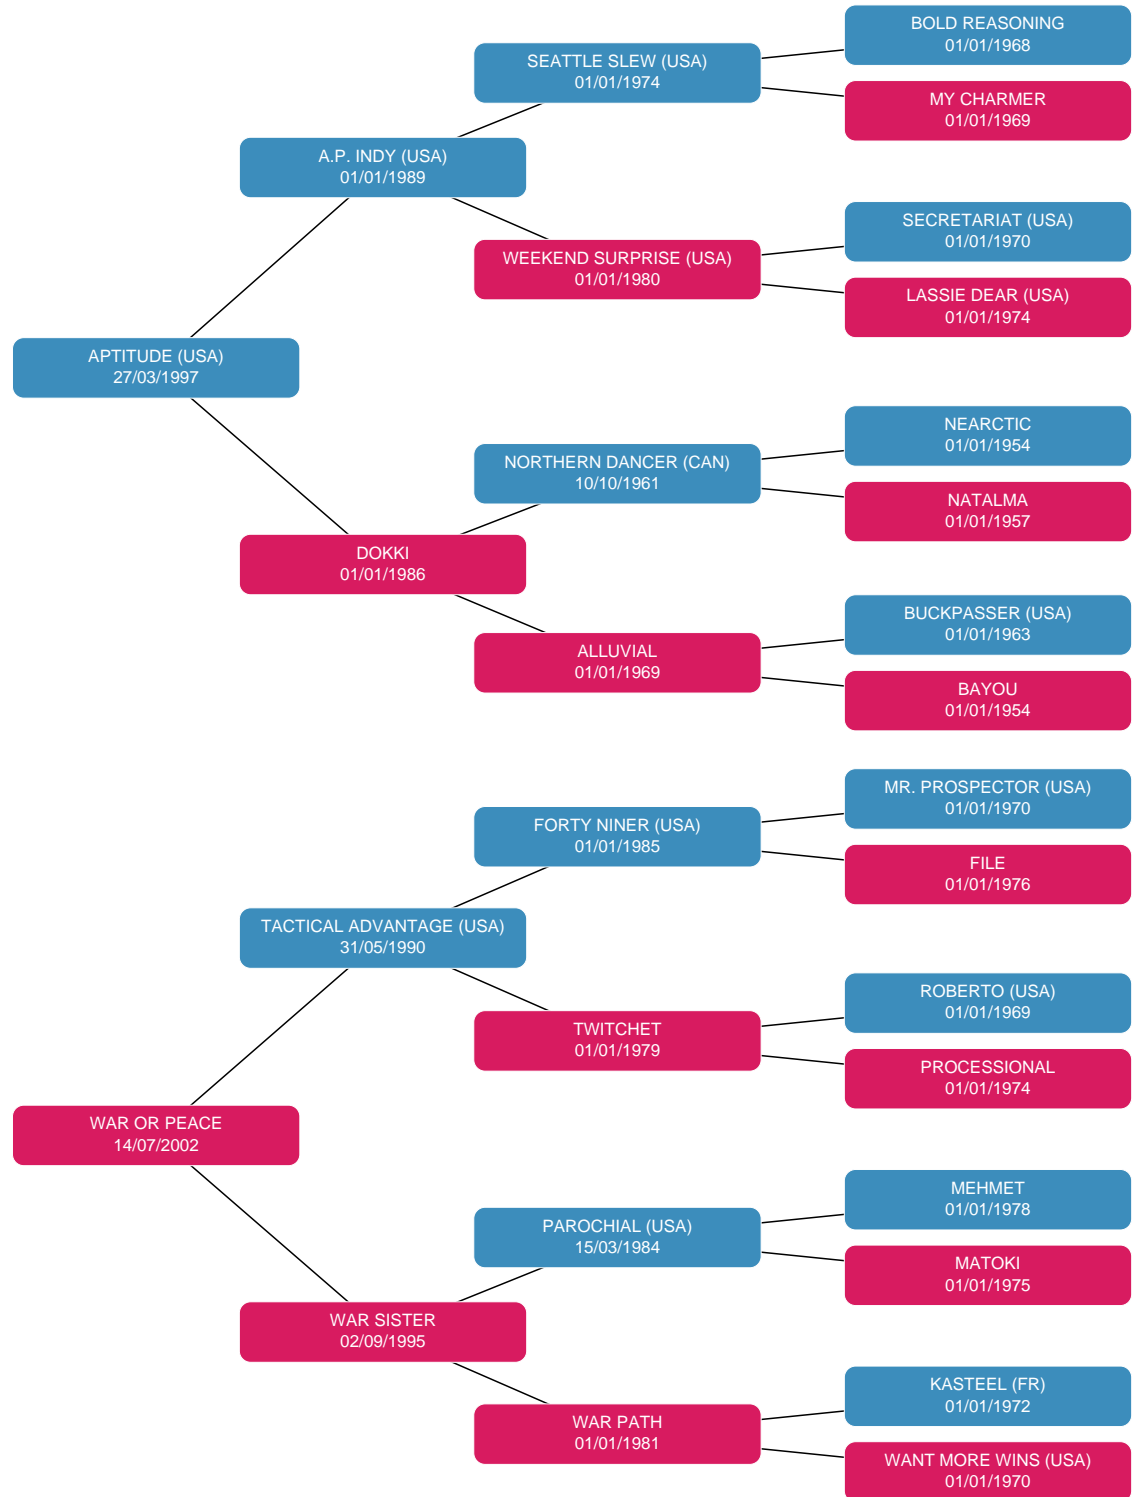 BOLD REASONING
01/01/1968
SEATTLE SLEW (USA)
01/01/1974
MY CHARMER
01/01/1969
A.P. INDY (USA)
01/01/1989
SECRETARIAT (USA)
01/01/1970
WEEKEND SURPRISE (USA)
01/01/1980
LASSIE DEAR (USA)
01/01/1974
APTITUDE (USA)
27/03/1997
NEARCTIC
01/01/1954
NORTHERN DANCER (CAN)
10/10/1961
NATALMA
01/01/1957
DOKKI
01/01/1986
BUCKPASSER (USA)
01/01/1963
ALLUVIAL
01/01/1969
BAYOU
01/01/1954
MR. PROSPECTOR (USA)
01/01/1970
FORTY NINER (USA)
01/01/1985
FILE
01/01/1976
TACTICAL ADVANTAGE (USA)
31/05/1990
ROBERTO (USA)
01/01/1969
TWITCHET
01/01/1979
PROCESSIONAL
01/01/1974
WAR OR PEACE
14/07/2002
MEHMET
01/01/1978
PAROCHIAL (USA)
15/03/1984
MATOKI
01/01/1975
WAR SISTER
02/09/1995
KASTEEL (FR)
01/01/1972
WAR PATH
01/01/1981
WANT MORE WINS (USA)
01/01/1970